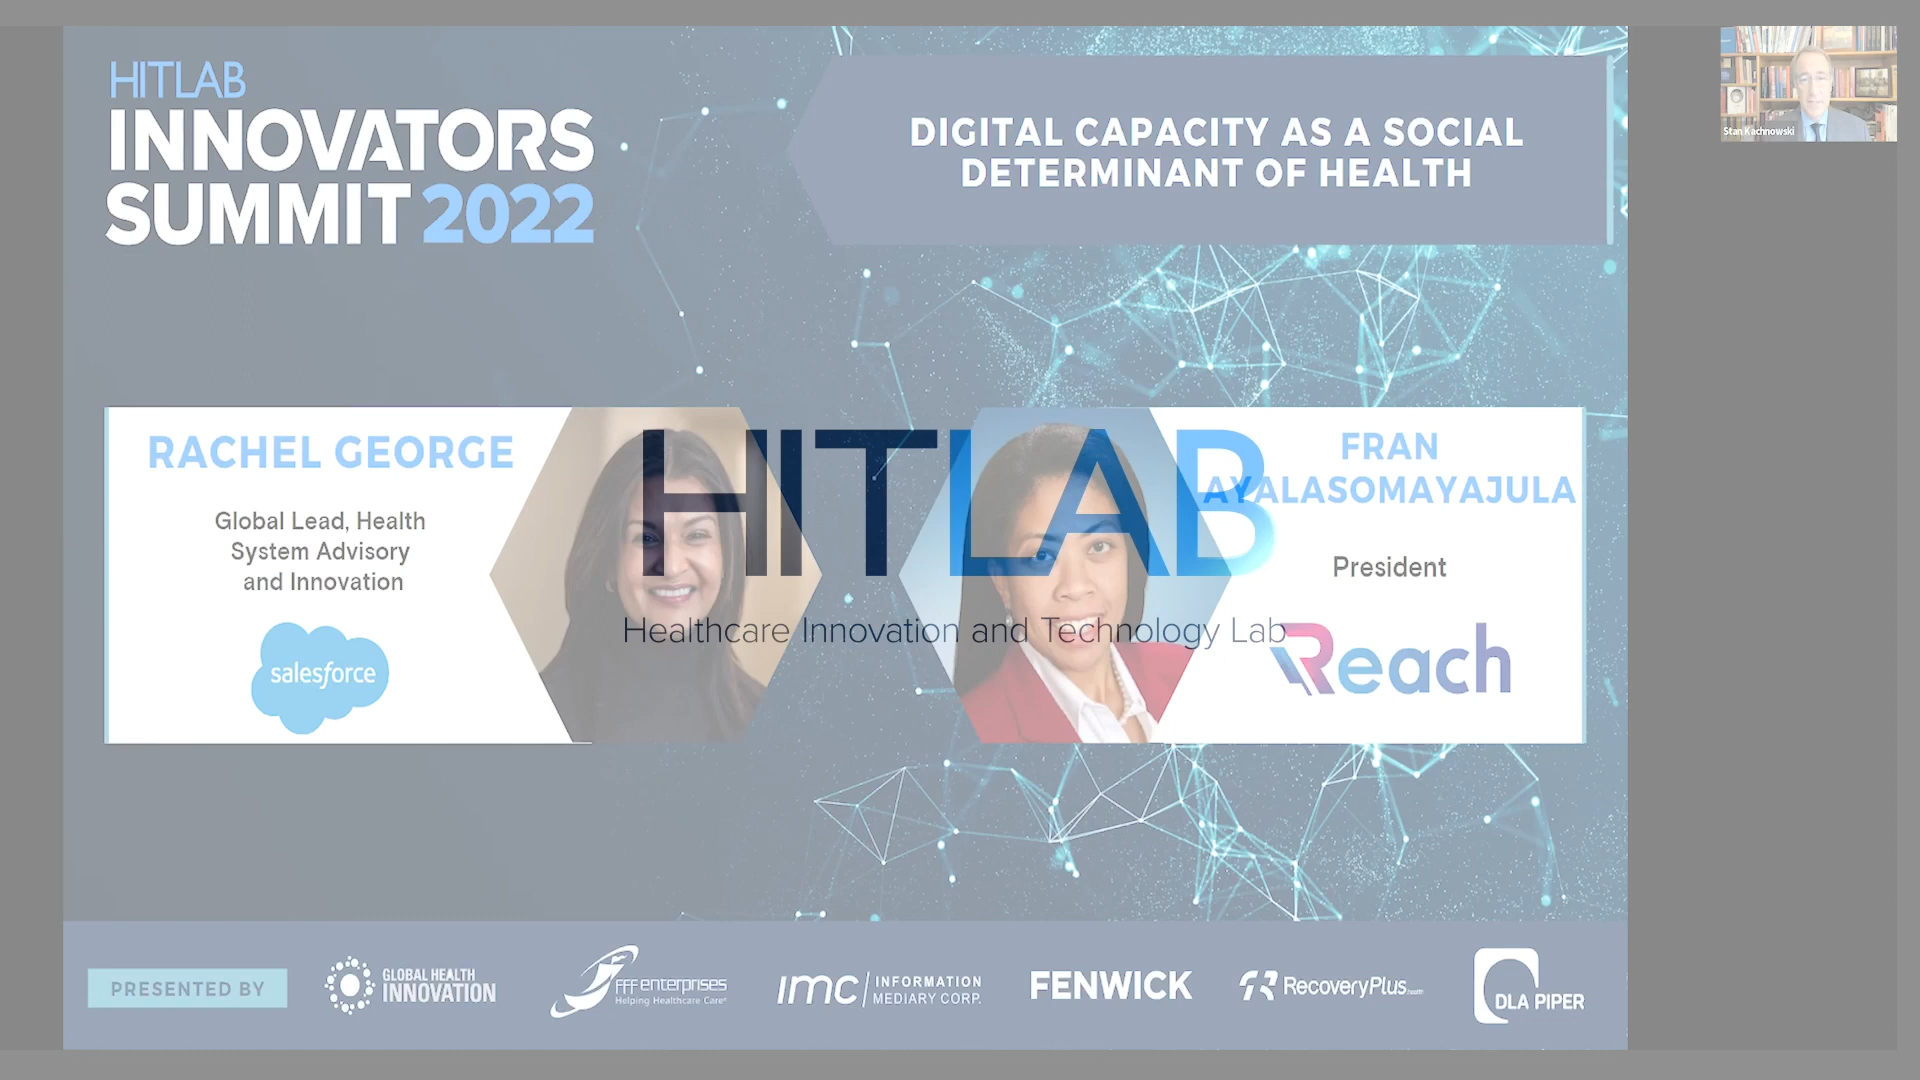 HITLAB
INNOVATORS
SUMMIT 2022
DIGITAL CAPACITY AS A SOCIAL
DETERMINANT OF HEALTH
Stan Kachnowski
RACHEL GEORGE
Global Lead, Health
System Advisory
and Innovation
salesforce
HITLAB
Healthcare Innovation and Technology Lab
FRAN
AYALASOMAYAJULA
President
Reach
PRESENTED BY
GLOBAL HEALTH
INNOVATION
FFF enterprises
Helping Healthcare Care®
imc INFORMATION
MEDIARY CORP.
FENWICK
RecoveryPlus
DLA PIPER